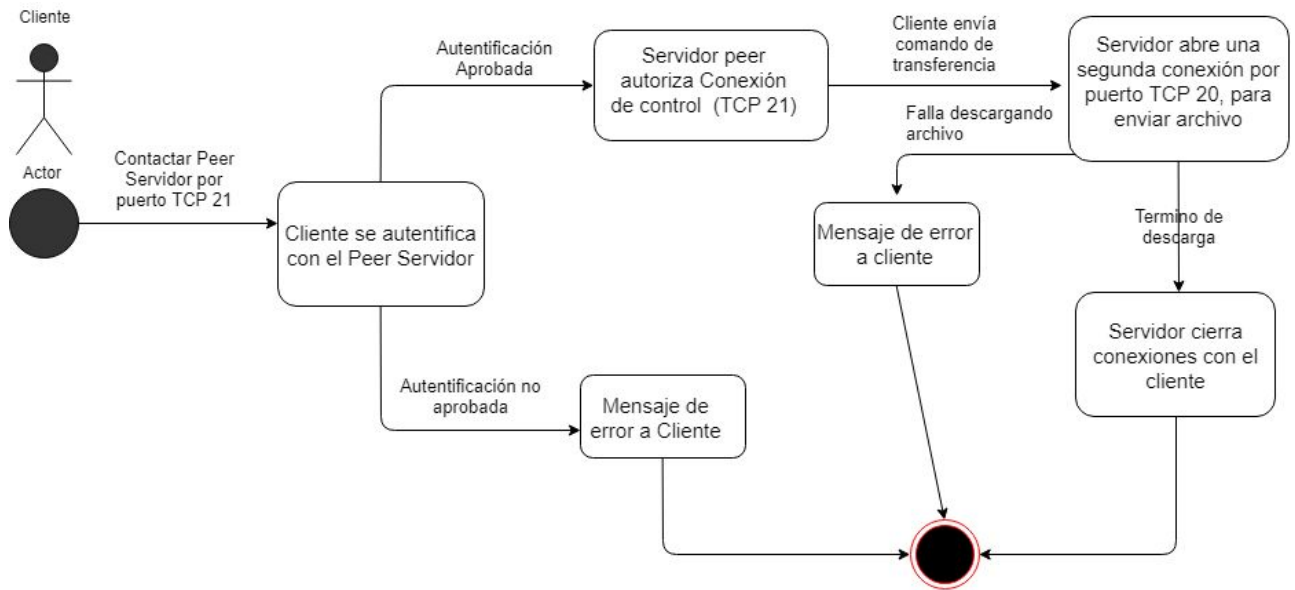 Cliente
Actor
Contactar Peer
Servidor por
puerto TCP 21
Cliente se autentifica
con el Peer Servidor
Autentificación
Aprobada
Servidor peer
autoriza Conexión
de control (TCP 21)
Cliente envía
comando de
transferencia
Servidor abre una
segunda conexión por
puerto TCP 20, para
enviar archivo
Falla descargando
archivo
Mensaje de error
a cliente
Termino de
descarga
Servidor cierra
conexiones con el
cliente
Autentificación no
aprobada
Mensaje de
error a Cliente